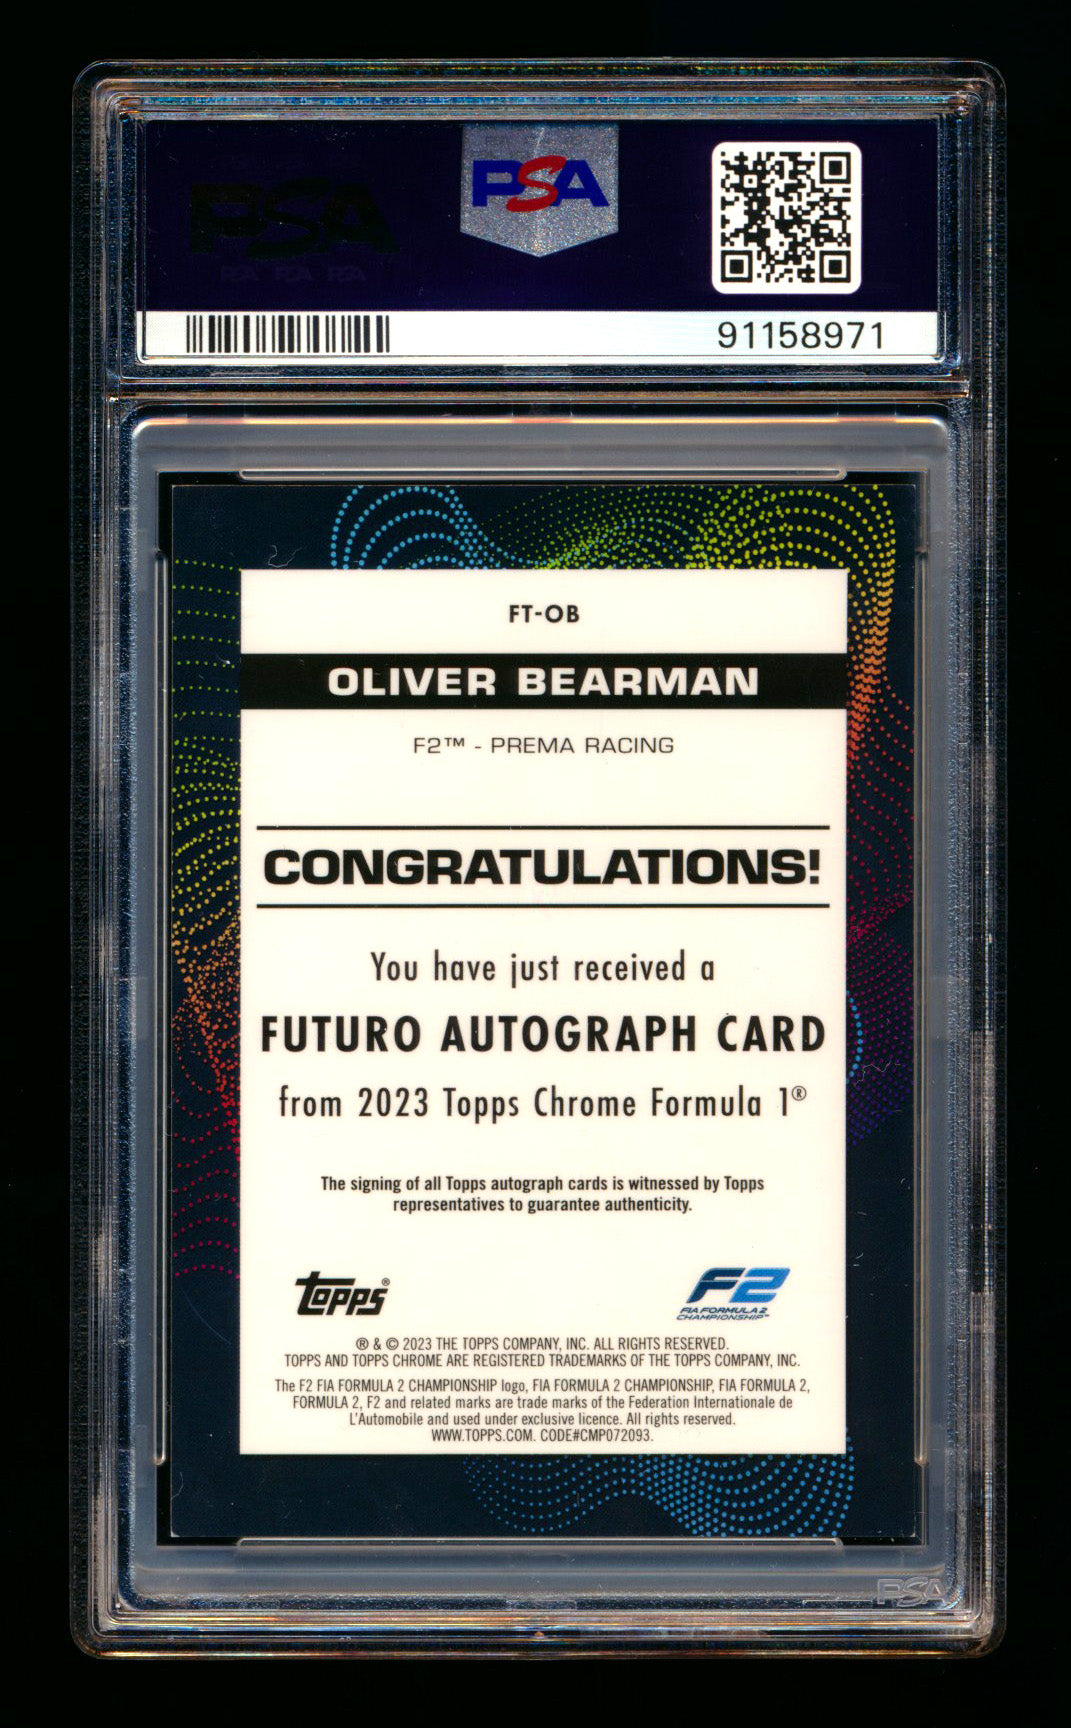 PSA
PSA
PSA PSA PSA
91158971
FT-OB
OLIVER BEARMAN
F2™ - PREMA RACING
CONGRATULATIONS!
You have just received a
FUTURO AUTOGRAPH CARD
from 2023 Topps Chrome Formula 1®
The signing of all Topps autograph cards is witnessed by Topps
representatives to guarantee authenticity.
Topps®
F2
FIA FORMULA 2
CHAMPIONSHIP™
® & © 2023 THE TOPPS COMPANY, INC. ALL RIGHTS RESERVED.
TOPPS AND TOPPS CHROME ARE REGISTERED TRADEMARKS OF THE TOPPS COMPANY, INC.
The F2 FIA FORMULA 2 CHAMPIONSHIP logo, FIA FORMULA 2 CHAMPIONSHIP, FIA FORMULA 2,
FORMULA 2, F2 and related marks are trade marks of the Federation Internationale de
L'Automobile and used under exclusive licence. All rights reserved.
WWW.TOPPS.COM. CODE#CMP072093.
PSA